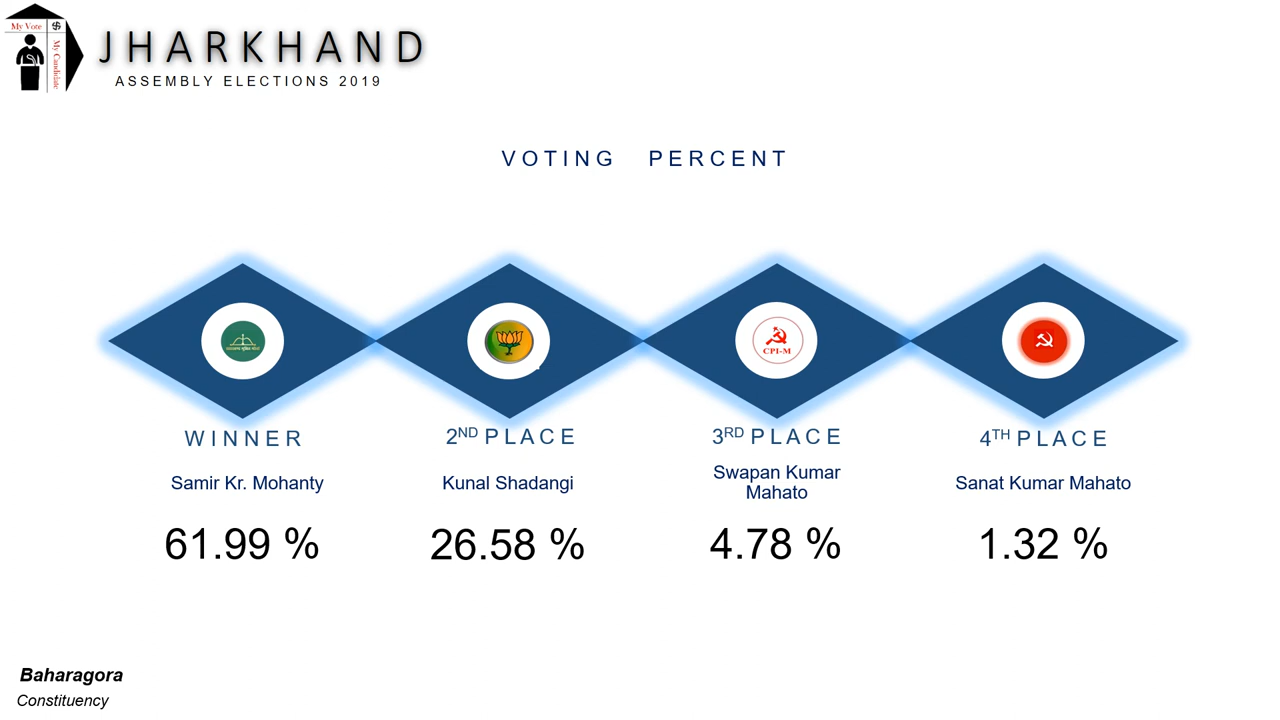 My Vote
My Candidate
JHARKHAND
ASSEMBLY ELECTIONS 2019
VOTING PERCENT
CPI-M
WINNER
2ND PLACE
3RD PLACE
4TH PLACE
Samir Kr. Mohanty
Kunal Shadangi
Swapan Kumar
Mahato
Sanat Kumar Mahato
61.99 %
26.58 %
4.78 %
1.32 %
Baharagora
Constituency